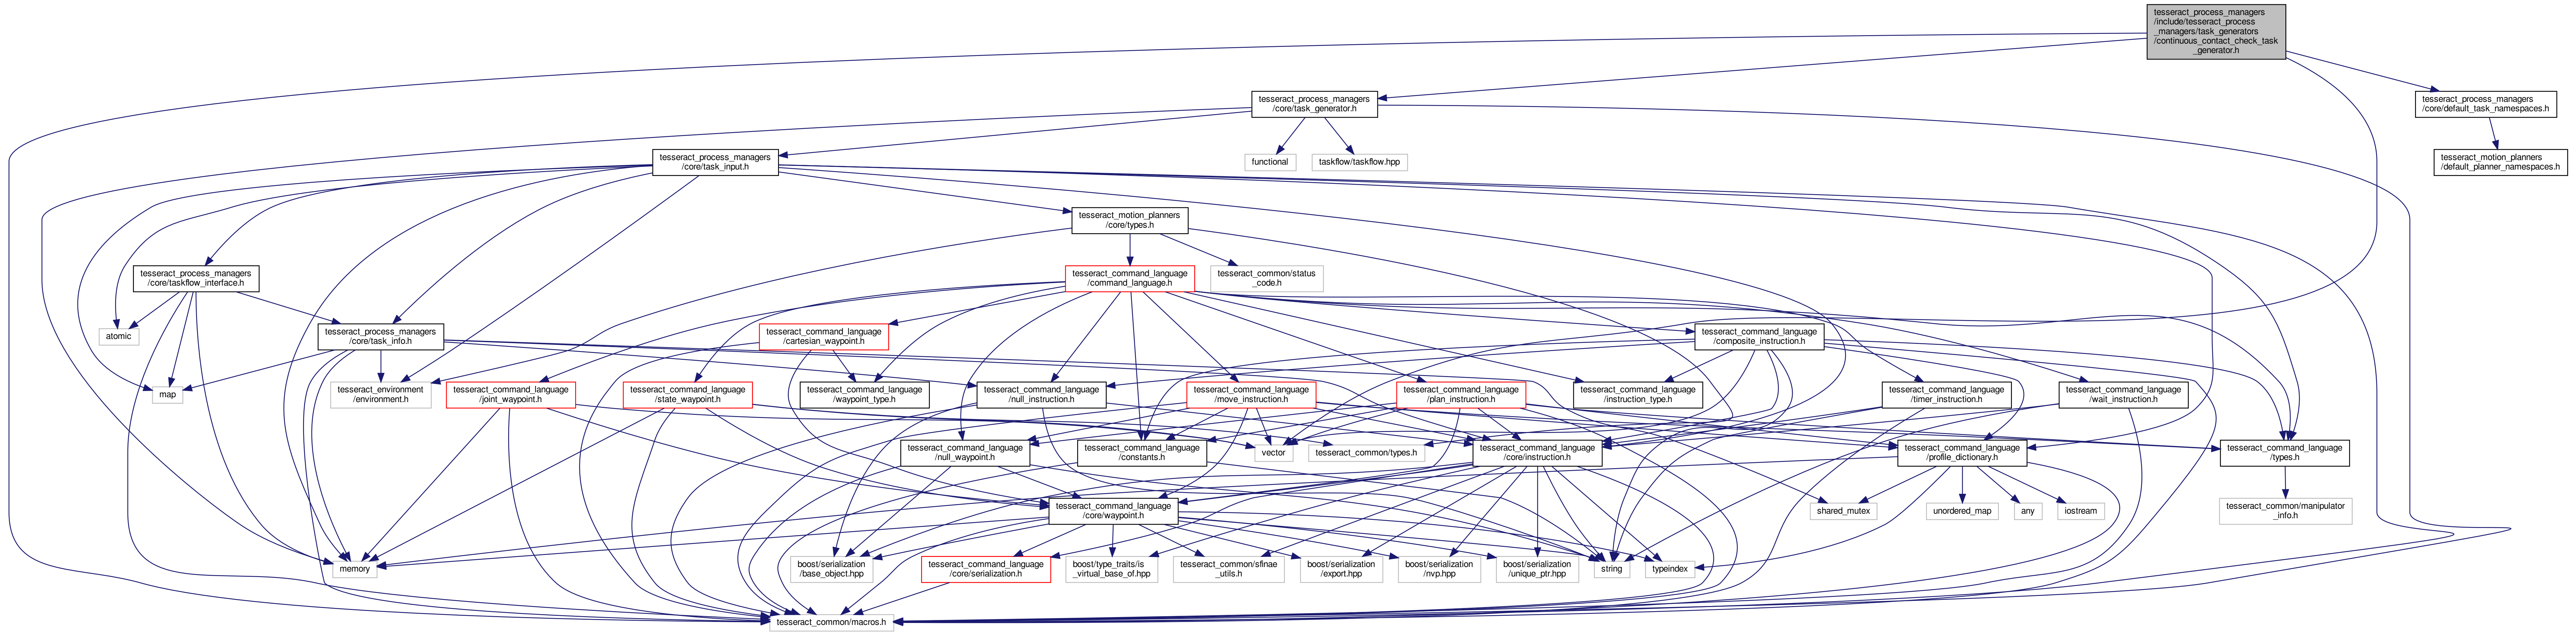 tesseract_process_managers
/include/tesseract_process
_managers/task_generators
/continuous_contact_check_task
_generator.h
tesseract_process_managers
/core/task_generator.h
tesseract_process_managers
/core/default_task_namespaces.h
tesseract_process_managers
/core/task_input.h
functional
taskflow/taskflow.hpp
tesseract_motion_planners
/default_planner_namespaces.h
tesseract_motion_planners
/core/types.h
tesseract_process_managers
/core/taskflow_interface.h
tesseract_command_language
/command_language.h
tesseract_common/status
_code.h
atomic
tesseract_process_managers
/core/task_info.h
tesseract_command_language
/cartesian_waypoint.h
tesseract_command_language
/composite_instruction.h
map
tesseract_environment
/environment.h
tesseract_command_language
/joint_waypoint.h
tesseract_command_language
/state_waypoint.h
tesseract_command_language
/waypoint_type.h
tesseract_command_language
/null_instruction.h
tesseract_command_language
/move_instruction.h
tesseract_command_language
/plan_instruction.h
tesseract_command_language
/instruction_type.h
tesseract_command_language
/timer_instruction.h
tesseract_command_language
/wait_instruction.h
tesseract_command_language
/null_waypoint.h
tesseract_command_language
/constants.h
vector
tesseract_common/types.h
tesseract_command_language
/core/instruction.h
tesseract_command_language
/profile_dictionary.h
tesseract_command_language
/types.h
tesseract_command_language
/core/waypoint.h
shared_mutex
unordered_map
any
iostream
tesseract_common/manipulator
_info.h
memory
boost/serialization
/base_object.hpp
tesseract_command_language
/core/serialization.h
boost/type_traits/is
_virtual_base_of.hpp
tesseract_common/sfinae
_utils.h
boost/serialization
/export.hpp
boost/serialization
/nvp.hpp
boost/serialization
/unique_ptr.hpp
string
typeindex
tesseract_common/macros.h